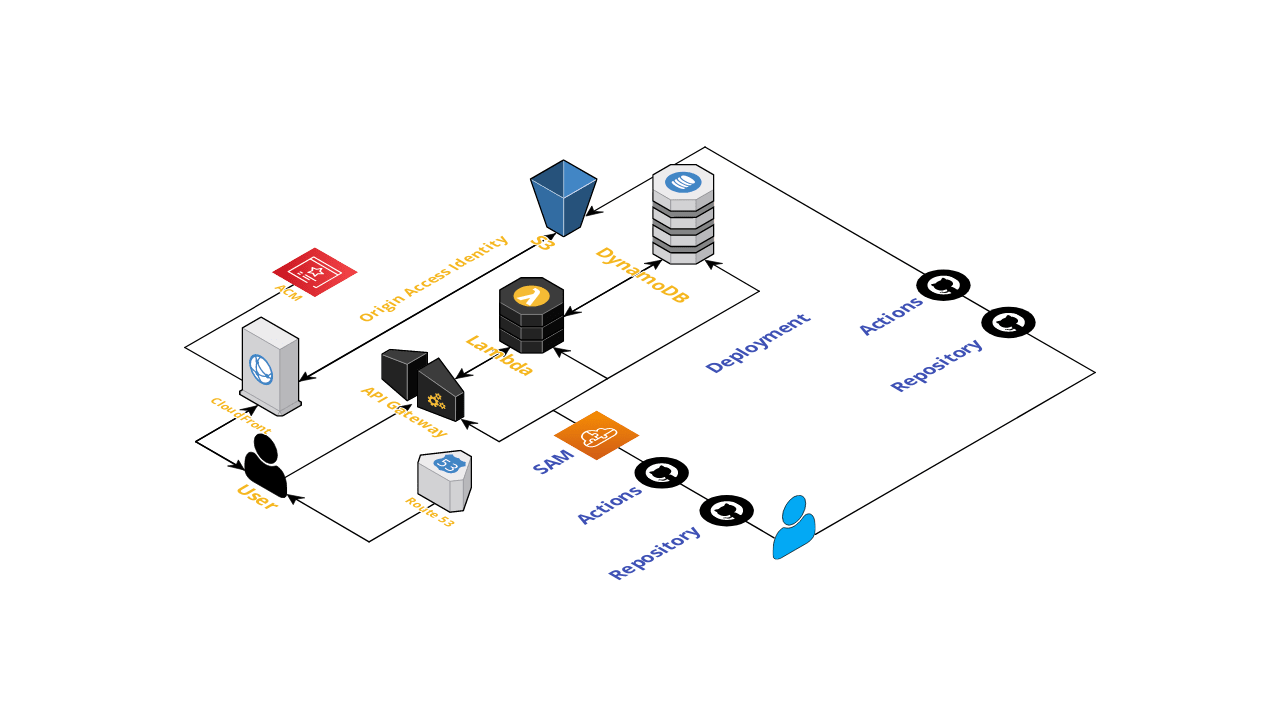 S3
DynamoDB
Origin Access Identity
ACM
Lambda
CloudFront
API Gateway
User
53
Route 53
Deployment
Actions
Repository
SAM
Actions
Repository